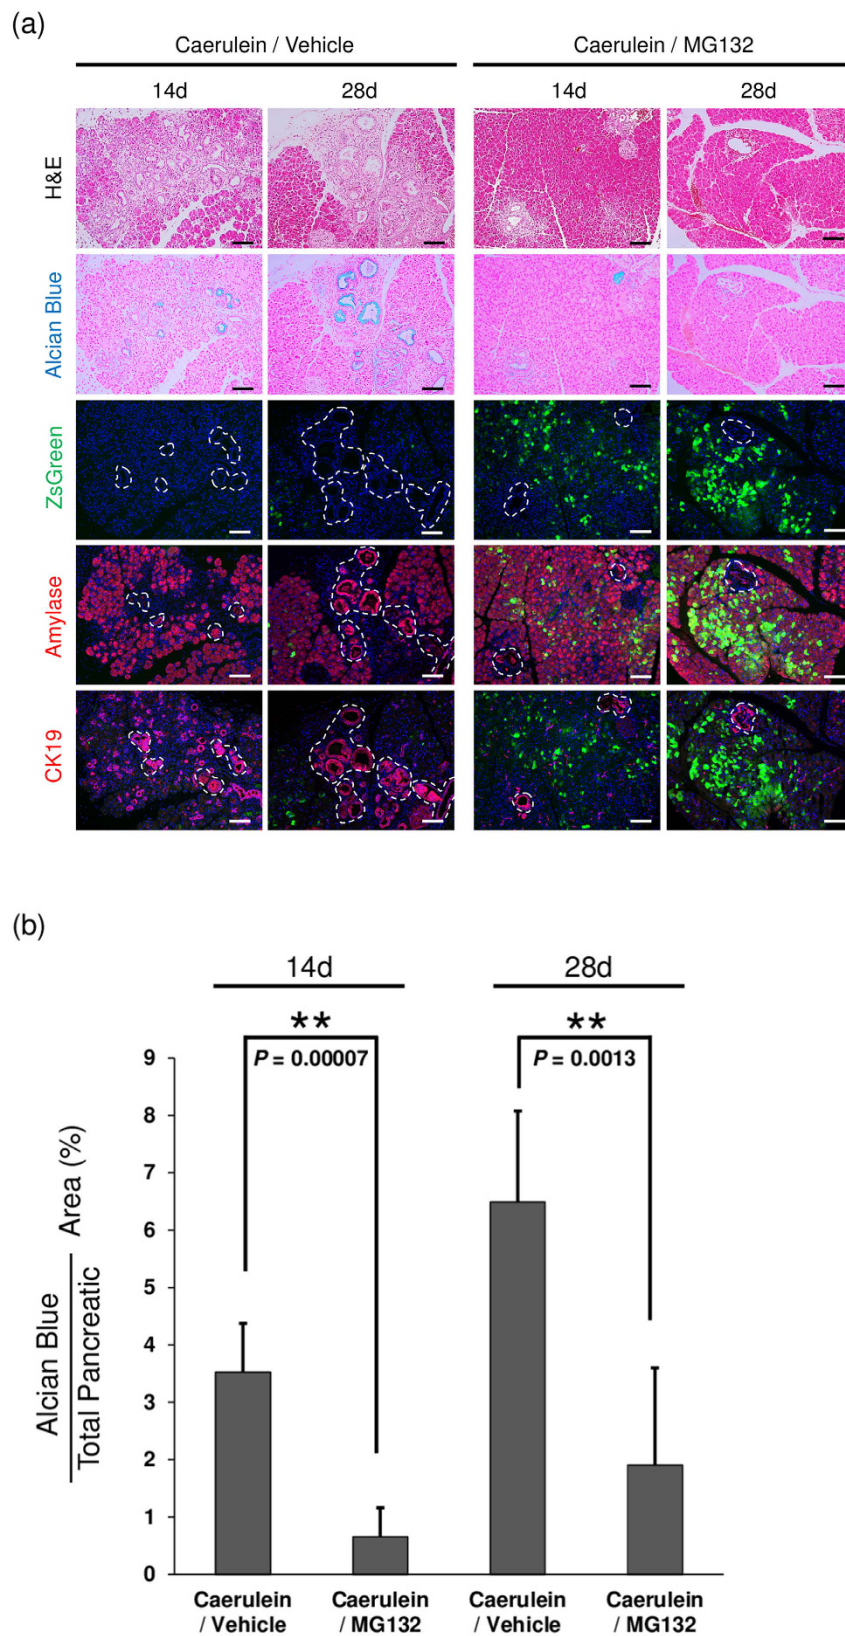 (a)
Caerulein / Vehicle
Caerulein / MG132
14d
28d
14d
28d
H&E
Alcian Blue
ZsGreen
Amylase
CK19
(b)
14d
28d
**
**
P = 0.00007
P = 0.0013
Alcian Blue
Total Pancreatic
Area (%)
9
8
7
6
5
4
3
2
1
0
Caerulein
/ Vehicle
Caerulein
/ MG132
Caerulein
/ Vehicle
Caerulein
/ MG132